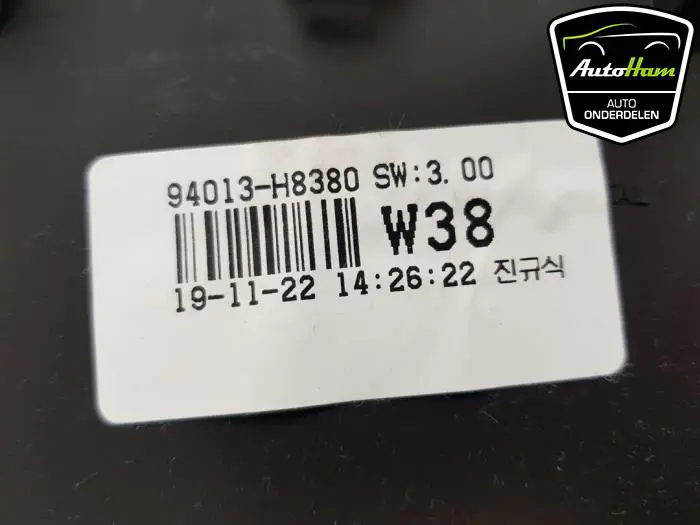 AutoHam
AUTO
ONDERDELEN
94013-H8380 SW:3.00
W38
19-11-22 14:26:22 진규식